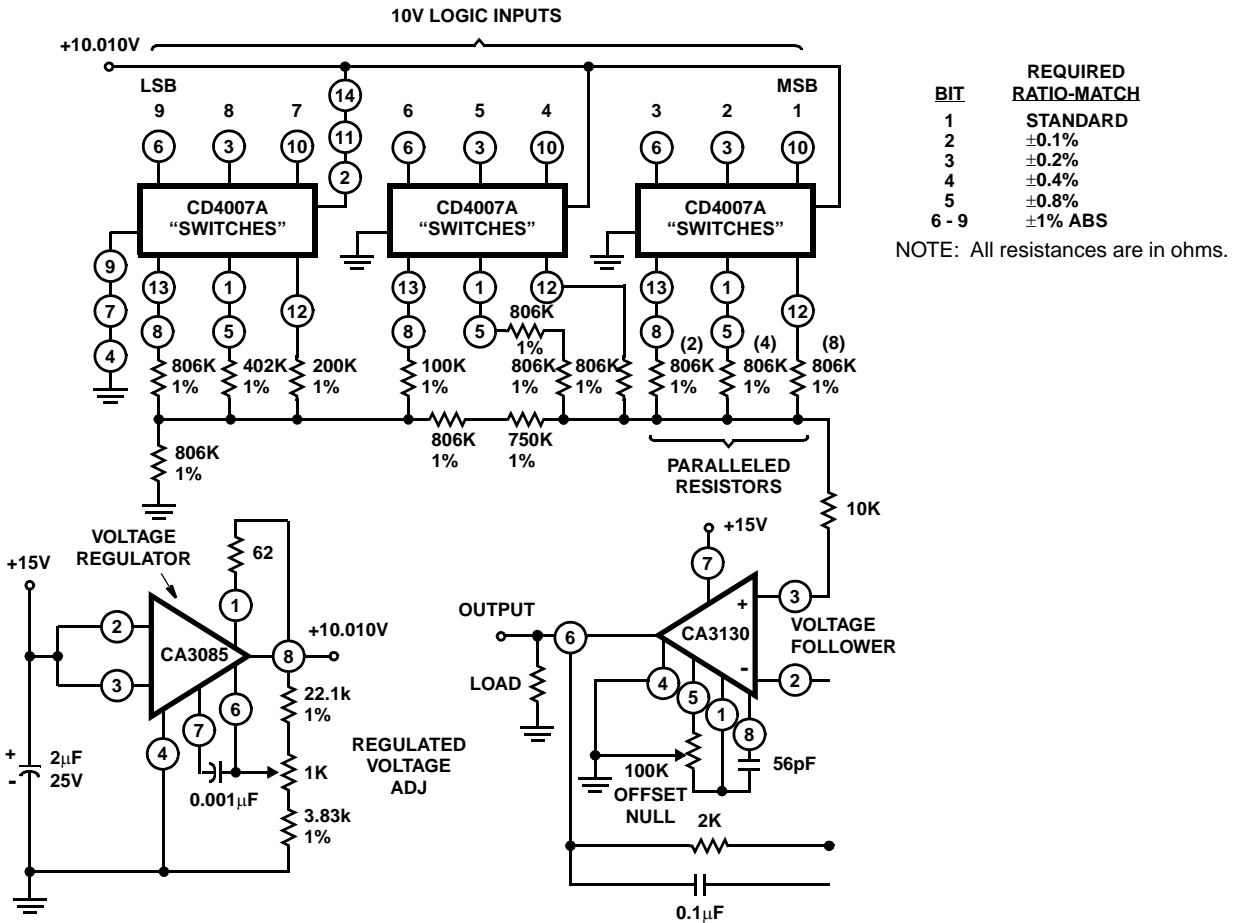 10V LOGIC INPUTS
+10.010V
LSB
MSB
9 8 7 6 5 4 3 2 1
6 3 10 14 11 2 6 3 10 6 3 10
CD4007A
“SWITCHES”
CD4007A
“SWITCHES”
CD4007A
“SWITCHES”
9
7
4
13 1 12 13 1 12 13 1 12
8 5 8 5 8 5
806K
1%
402K
1%
200K
1%
100K
1%
806K
1%
806K
1%
806K
1%
(2)
806K
1%
(4)
806K
1%
(8)
806K
1%
806K
1%
750K
1%
806K
1%
PARALLELED
RESISTORS
10K
REQUIRED
BIT RATIO-MATCH
1 STANDARD
2 ±0.1%
3 ±0.2%
4 ±0.4%
5 ±0.8%
6 - 9 ±1% ABS
NOTE: All resistances are in ohms.
VOLTAGE
REGULATOR
+15V
62
1
2
3
CA3085
8
+10.010V
4
7
6
22.1k
1%
1K
3.83k
1%
0.001µF
REGULATED
VOLTAGE
ADJ
+
-
2µF
25V
+15V
7
OUTPUT
6
LOAD
CA3130
+
-
3
2
VOLTAGE
FOLLOWER
4
5
1
8
56pF
100K
OFFSET
NULL
2K
0.1µF